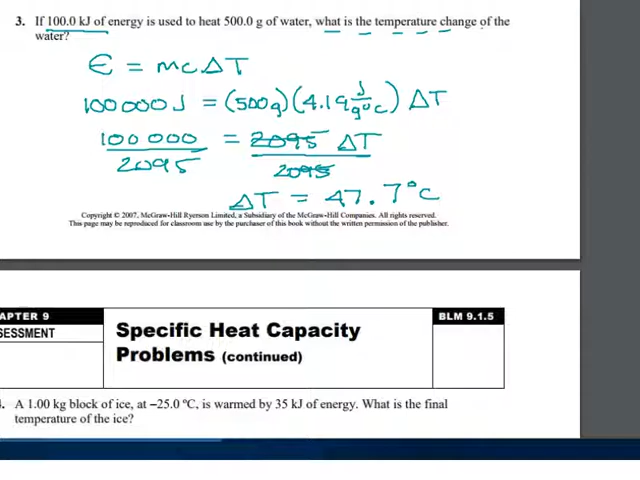 3. If 100.0 kJ of energy is used to heat 500.0 g of water, what is the temperature change of the
water?
E = mcΔT
100 000 J = (500g)(4.19 J/g°C) ΔT
100 000 = 2095 ΔT
2095 2095
ΔT = 47.7°C
Copyright © 2007, McGraw-Hill Ryerson Limited, a Subsidiary of the McGraw-Hill Companies. All rights reserved.
This page may be reproduced for classroom use by the purchaser of this book without the written permission of the publisher.
APTER 9
SESSMENT
Specific Heat Capacity
Problems (continued)
BLM 9.1.5
. A 1.00 kg block of ice, at –25.0 ºC, is warmed by 35 kJ of energy. What is the final
temperature of the ice?